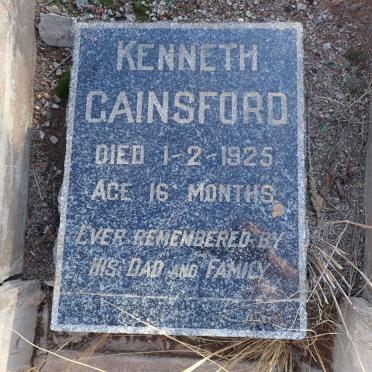 KENNETH
GAINSFORD
DIED 1-2-1925
AGE 16 MONTHS
EVER REMEMBERED BY
HIS DAD AND FAMILY